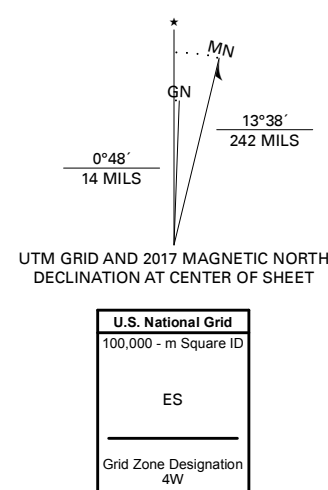 ★
MN
GN
13°38´
242 MILS
0°48´
14 MILS
UTM GRID AND 2017 MAGNETIC NORTH
DECLINATION AT CENTER OF SHEET
U.S. National Grid
100,000 - m Square ID
ES
Grid Zone Designation
4W